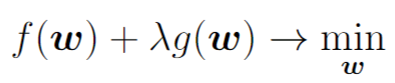 f(w) + λg(w) → min
w